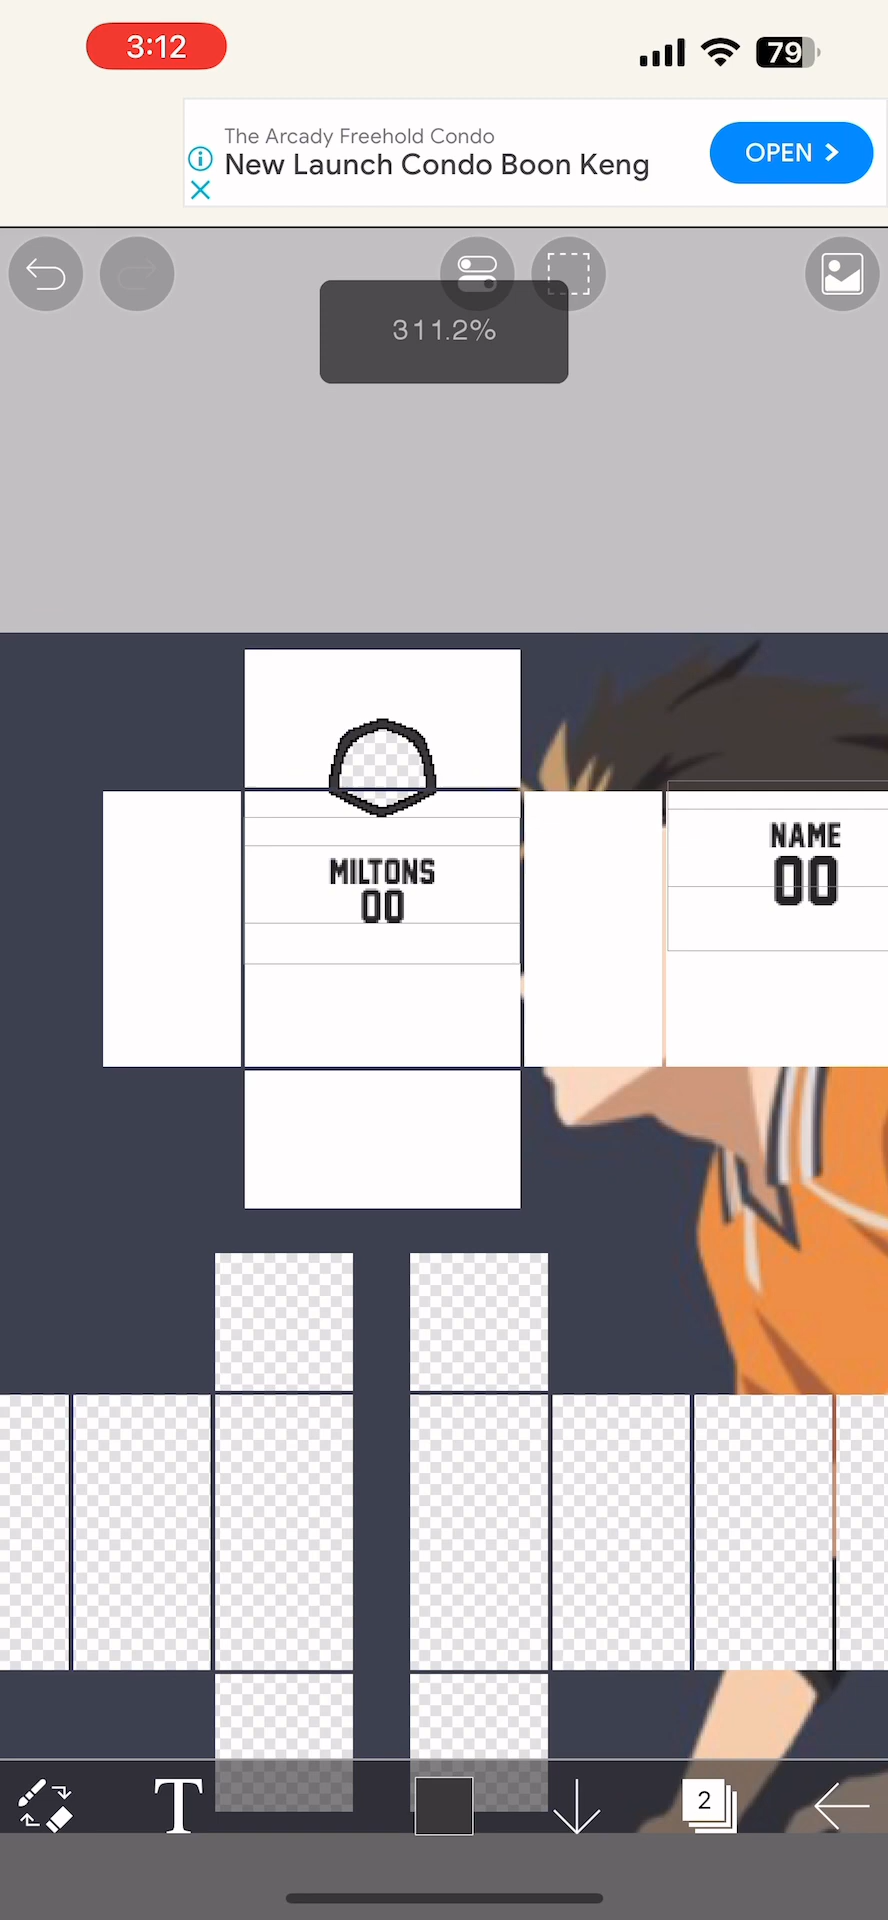 3:12
79
The Arcady Freehold Condo
New Launch Condo Boon Keng
OPEN
311.2%
MILTONS
00
NAME
00
T
2